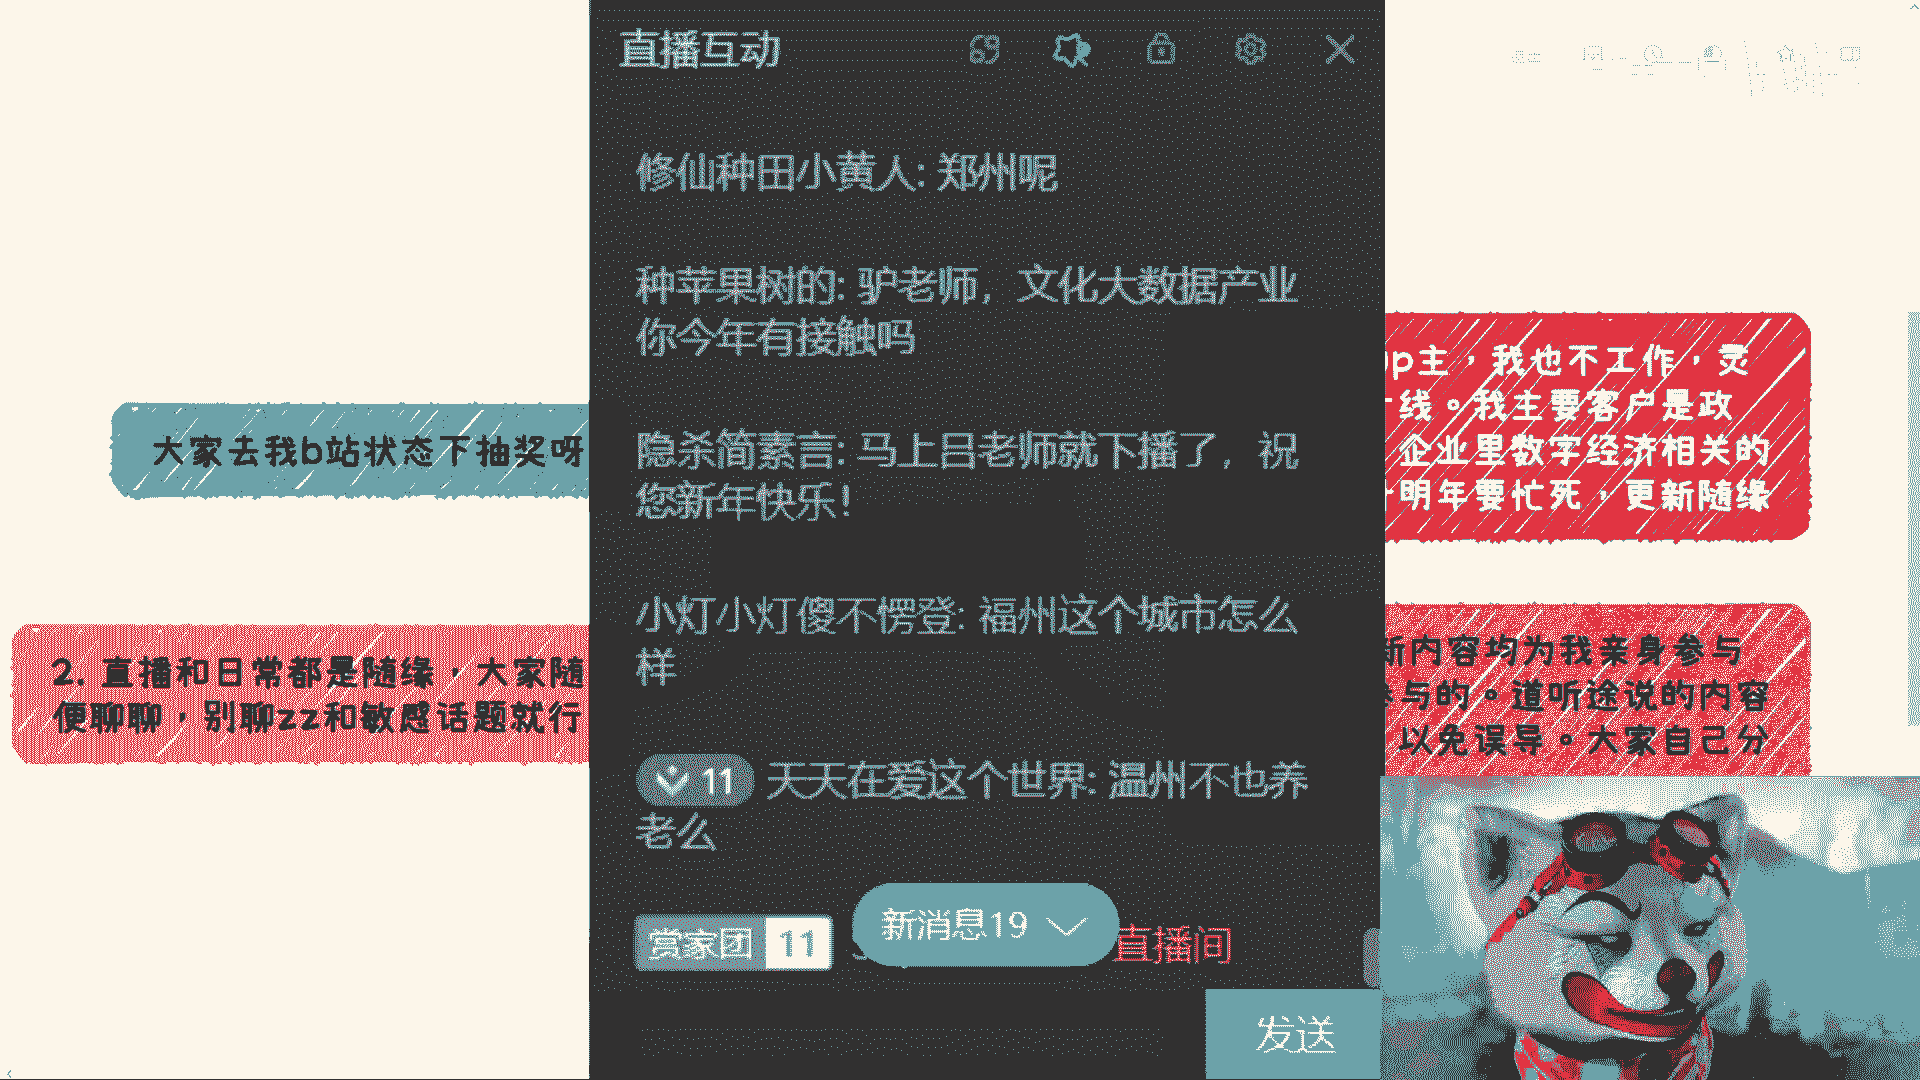 直播互动
修仙种田小黄人: 郑州呢
种苹果树的: 驴老师，文化大数据产业
你今年有接触吗
隐杀简素言: 马上吕老师就下播了，祝
您新年快乐！
小灯小灯傻不愣登: 福州这个城市怎么
样
11 天天在爱这个世界: 温州不也养
老么
赏家团 11
新消息19
直播间
发送
大家去我b站状态下抽奖呀
2. 直播和日常都是随缘，大家随
便聊聊，别聊zz和敏感话题就行
p主，我也不工作，灵
线。我主要客户是政
企业里数字经济相关的
明年要忙死，更新随缘
新内容均为我亲身参与
参与的。道听途说的内容
以免误导。大家自己分